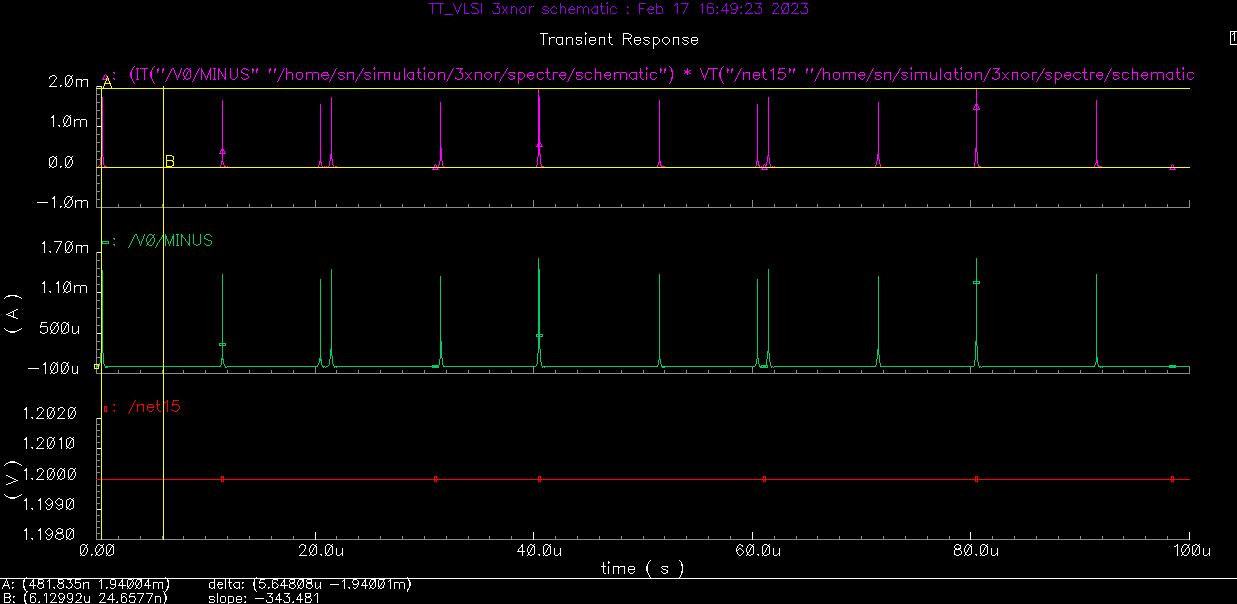 TT_VLSI 3xnor schematic : Feb 17 16:49:23 2023
Transient Response
1
: (IT("/V0/MINUS" "/home/sn/simulation/3xnor/spectre/schematic") * VT("/net15" "/home/sn/simulation/3xnor/spectre/schematic
2.0m
A
1.0m
0.0
B
-1.0m
: /V0/MINUS
1.70m
1.10m
( A )
500u
-100u
: /net15
1.2020
1.2010
( V )
1.2000
1.1990
1.1980
0.00 20.0u 40.0u 60.0u 80.0u 100u
time ( s )
A: (481.835n 1.94004m) delta: (5.64808u -1.94001m)
B: (6.12992u 24.6577n) slope: -343.481